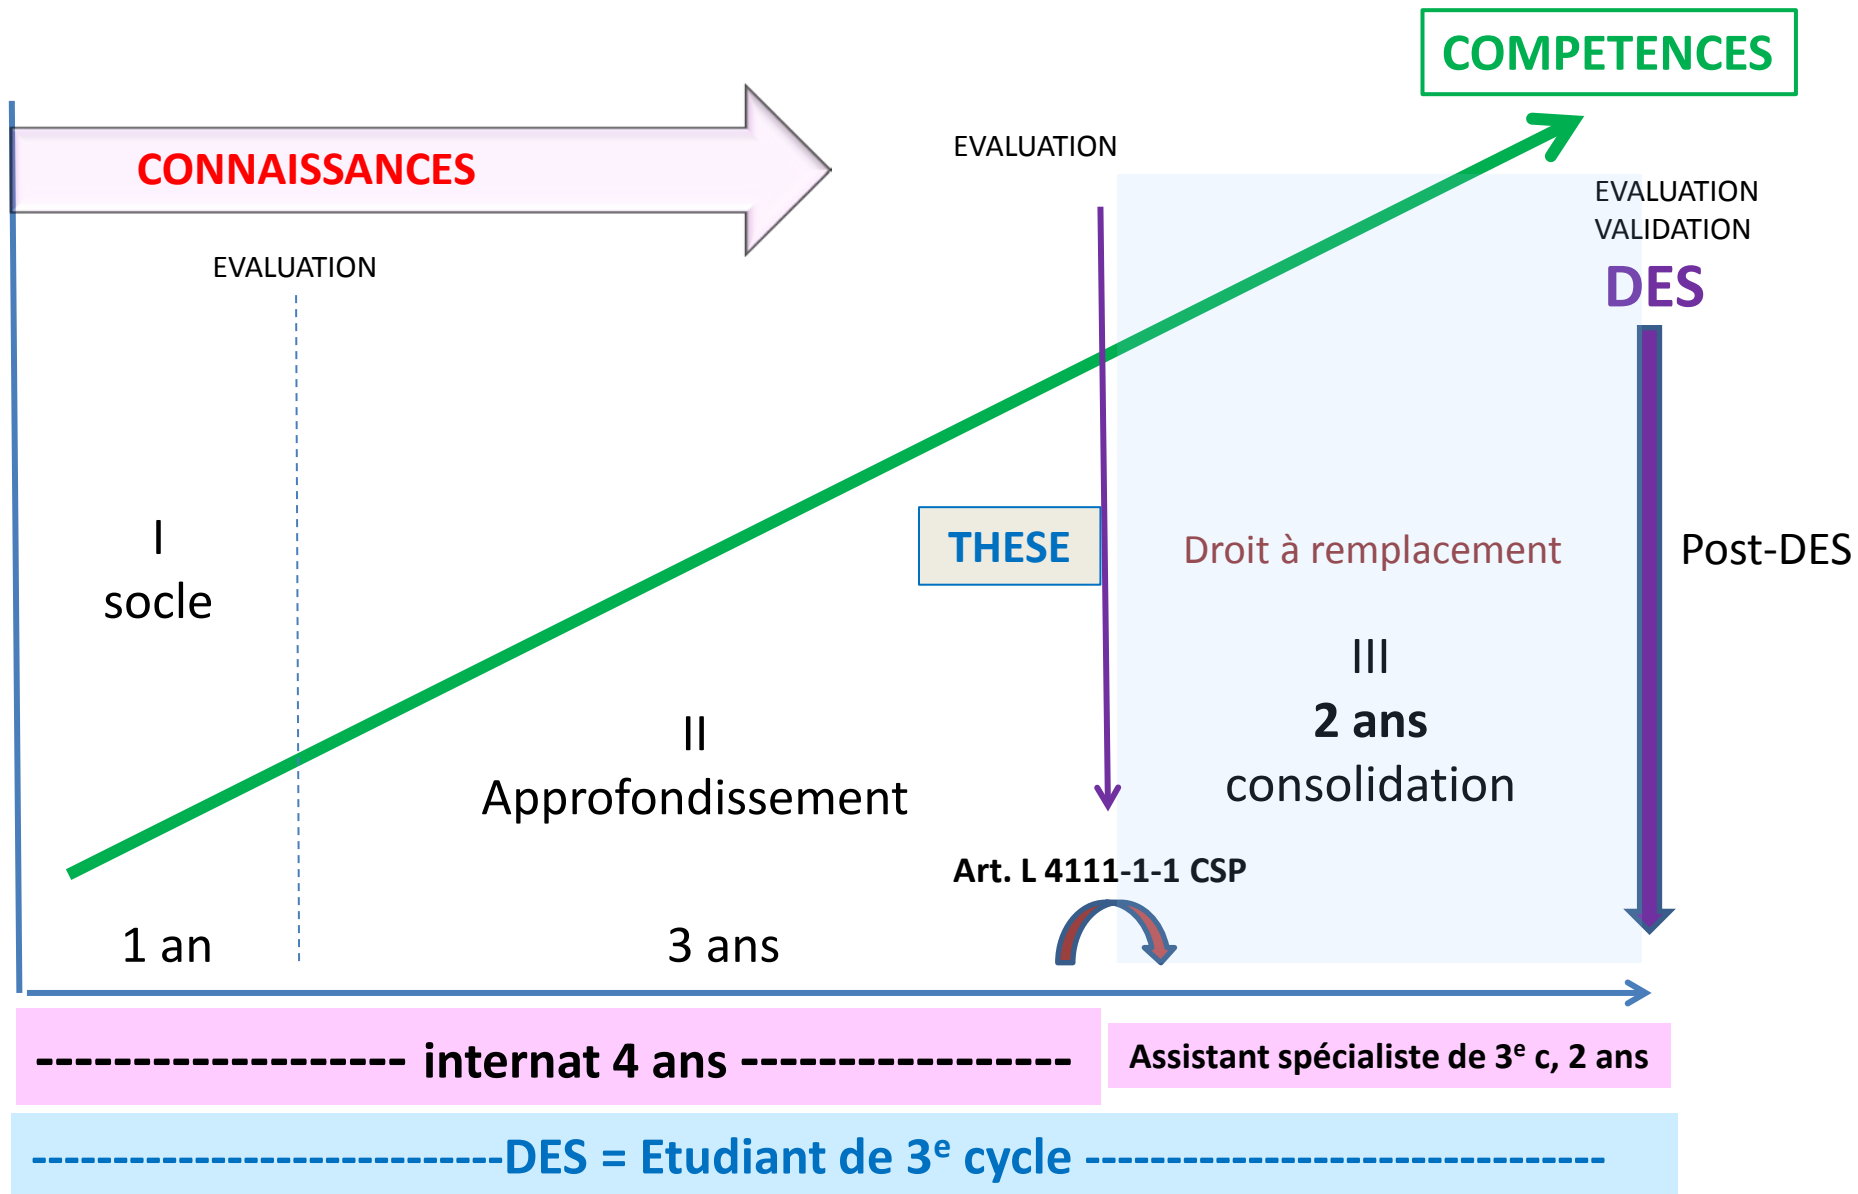 COMPETENCES
CONNAISSANCES
EVALUATION
EVALUATION
VALIDATION
DES
EVALUATION
I
socle
THESE
Droit à remplacement
Post-DES
III
2 ans
consolidation
II
Approfondissement
Art. L 4111-1-1 CSP
1 an
3 ans
------------------- internat 4 ans -----------------
Assistant spécialiste de 3e c, 2 ans
-----------------------------DES = Etudiant de 3e cycle --------------------------------